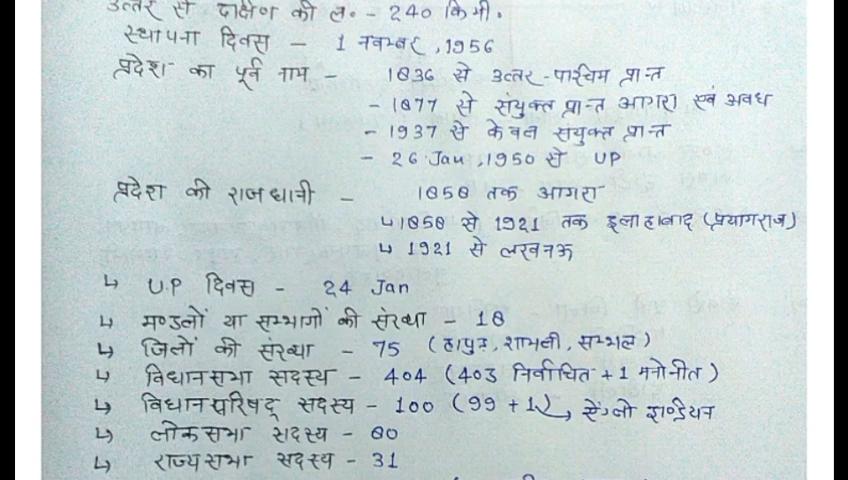 उत्तर से दक्षिण की ल. - 240 किमी.
स्थापना दिवस - 1 नवम्बर, 1956
प्रदेश का पूर्व नाम - 1836 से उत्तर-पश्चिम प्रान्त
- 1877 से संयुक्त प्रान्त आगरा एवं अवध
- 1937 से केवल संयुक्त प्रान्त
- 26 Jan, 1950 से UP
प्रदेश की राजधानी - 1858 तक आगरा
↳ 1858 से 1921 तक इलाहाबाद (प्रयागराज)
↳ 1921 से लखनऊ
↳ U.P दिवस - 24 Jan
↳ मण्डलों या सम्भागों की संख्या - 18
↳ जिलों की संख्या - 75 (हापुड़, शामली, सम्भल)
↳ विधानसभा सदस्य - 404 (403 निर्वाचित + 1 मनोनीत)
↳ विधानपरिषद् सदस्य - 100 (99 + 1) ↳ एंग्लो इण्डियन
↳ लोकसभा सदस्य - 80
↳ राज्यसभा सदस्य - 31